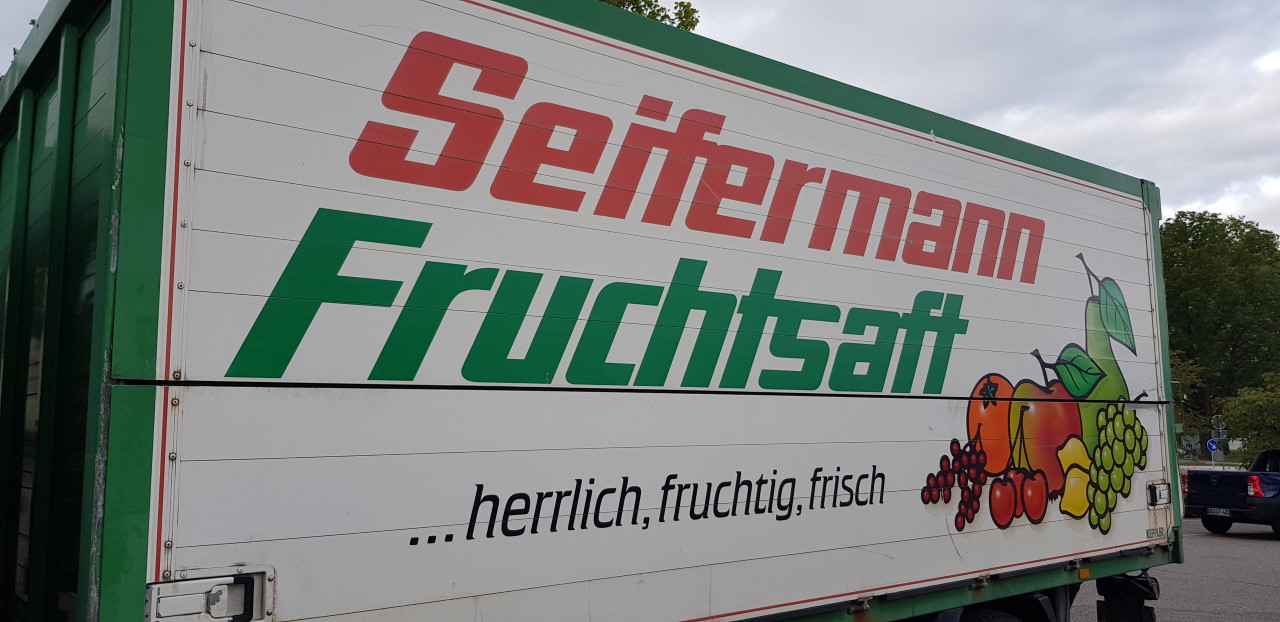 Seifermann
Fruchtsaft
...herrlich, fruchtig, frisch